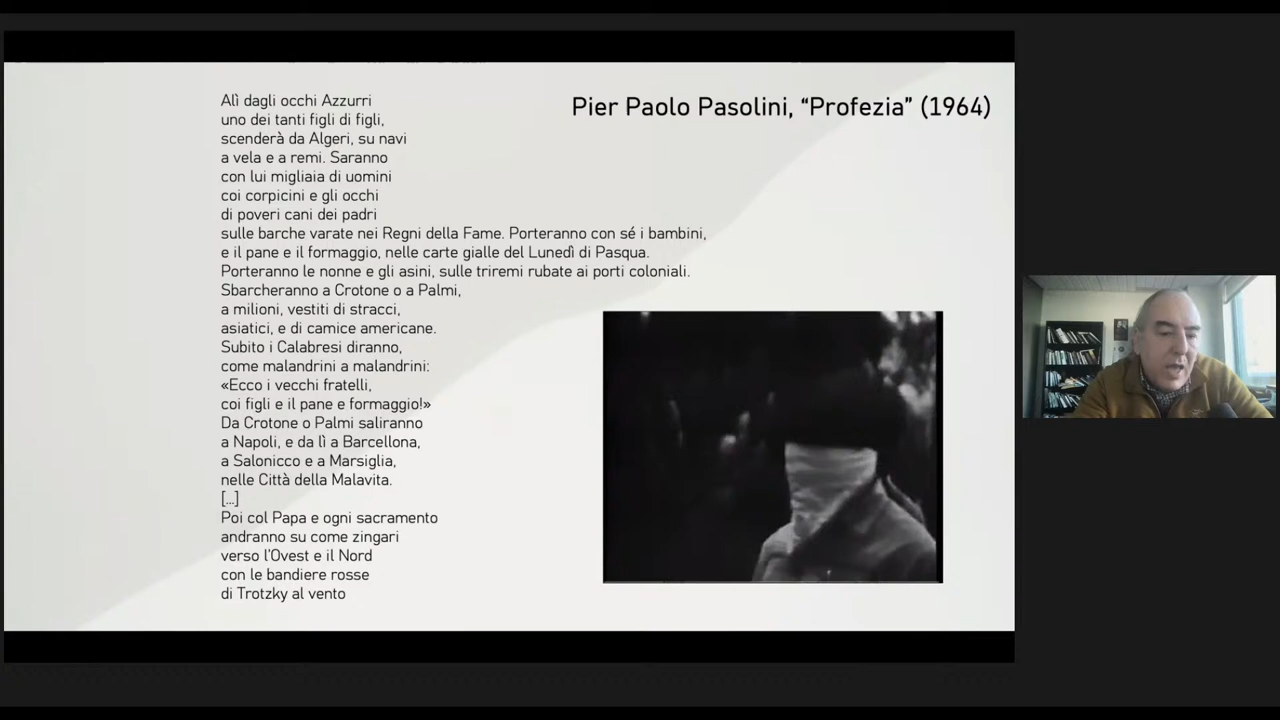 Pier Paolo Pasolini, “Profezia” (1964)
Alì dagli occhi Azzurri
uno dei tanti figli di figli,
scenderà da Algeri, su navi
a vela e a remi. Saranno
con lui migliaia di uomini
coi corpicini e gli occhi
di poveri cani dei padri
sulle barche varate nei Regni della Fame. Porteranno con sé i bambini,
e il pane e il formaggio, nelle carte gialle del Lunedì di Pasqua.
Porteranno le nonne e gli asini, sulle triremi rubate ai porti coloniali.
Sbarcheranno a Crotone o a Palmi,
a milioni, vestiti di stracci,
asiatici, e di camice americane.
Subito i Calabresi diranno,
come malandrini a malandrini:
«Ecco i vecchi fratelli,
coi figli e il pane e formaggio!»
Da Crotone o Palmi saliranno
a Napoli, e da lì a Barcellona,
a Salonicco e a Marsiglia,
nelle Città della Malavita.
[...]
Poi col Papa e ogni sacramento
andranno su come zingari
verso l'Ovest e il Nord
con le bandiere rosse
di Trotzky al vento